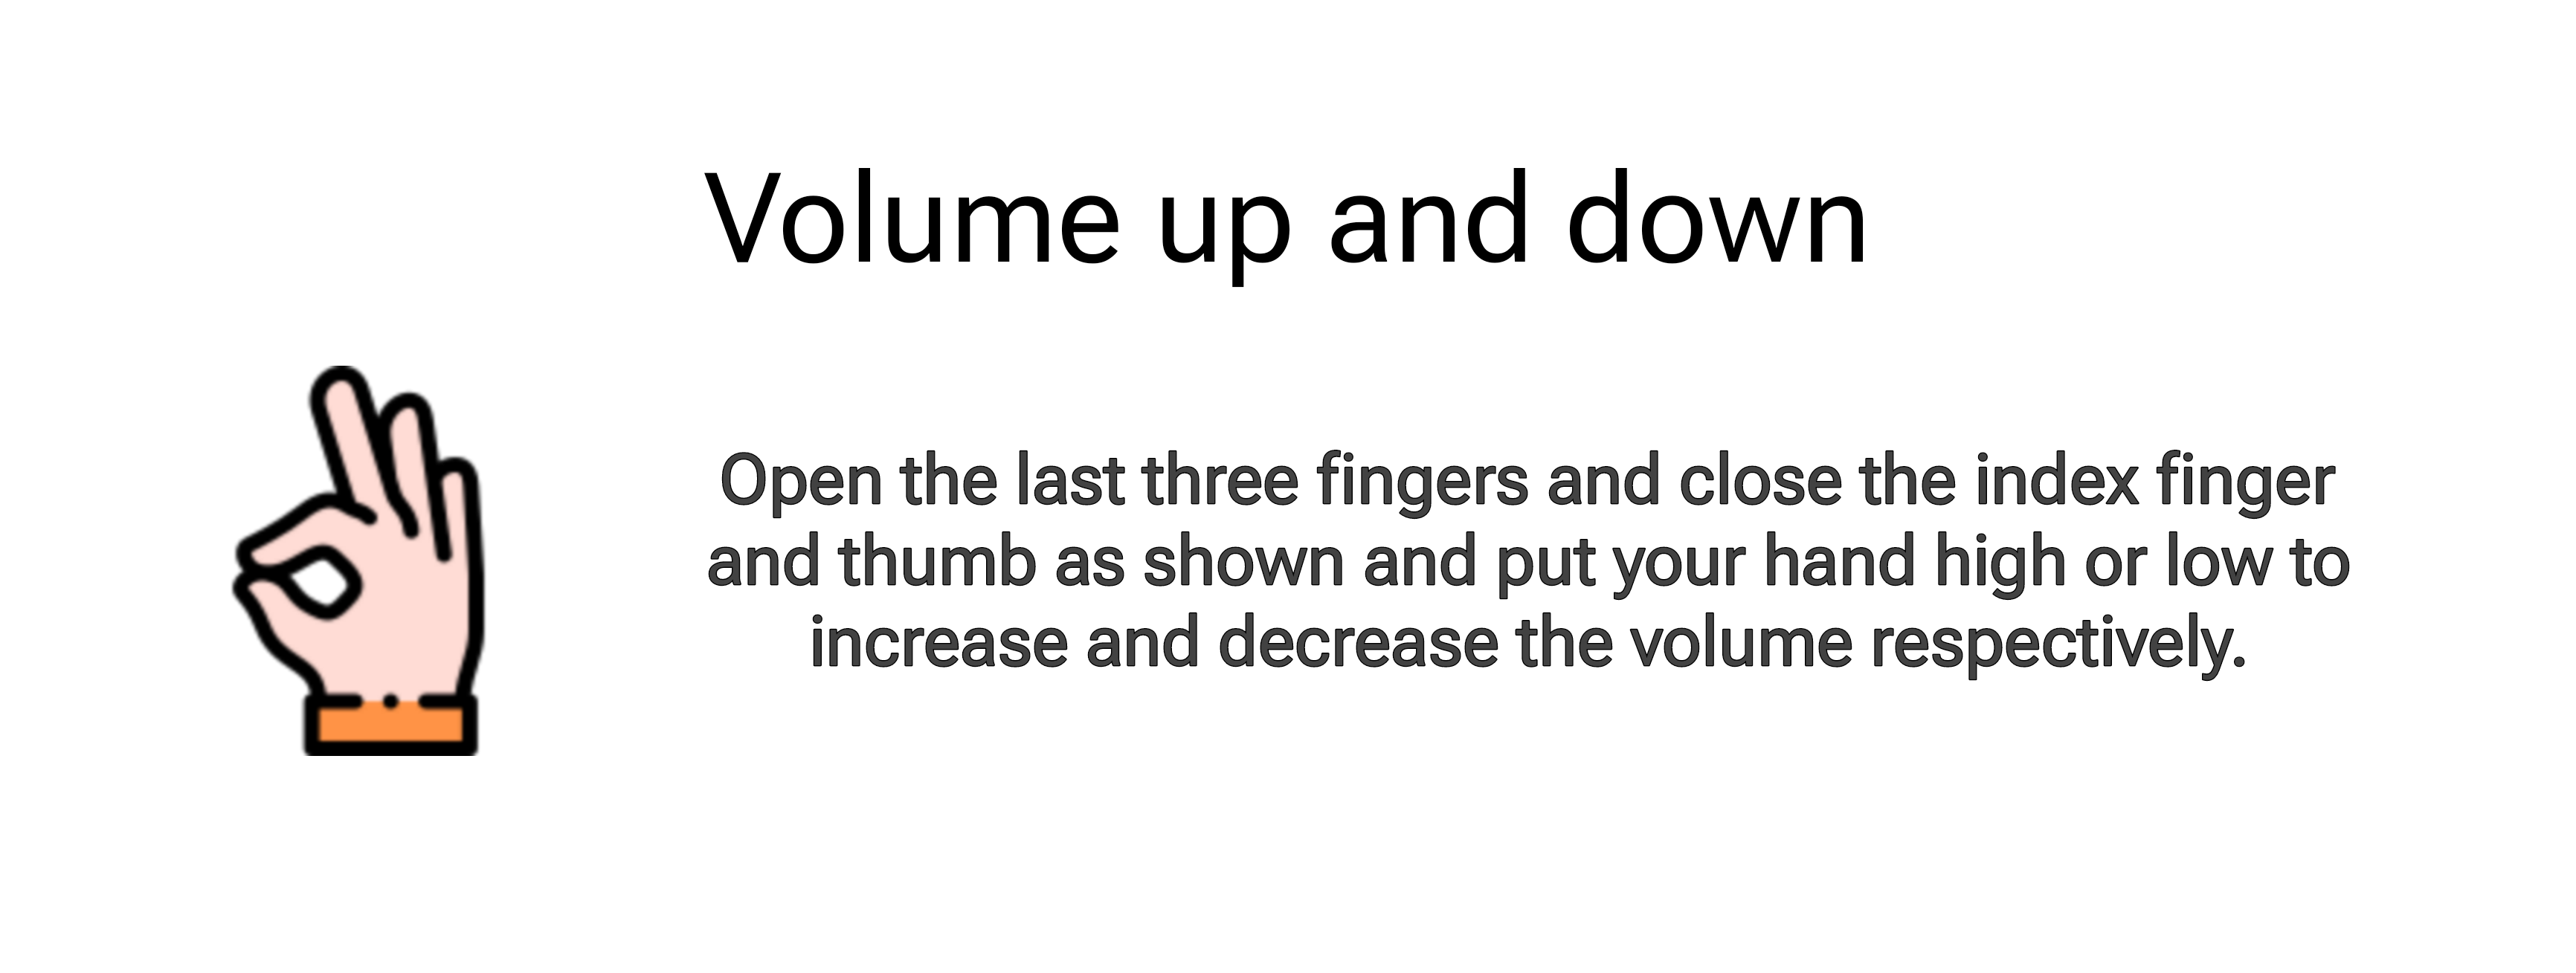 Volume up and down
Open the last three fingers and close the index finger
and thumb as shown and put your hand high or low to
increase and decrease the volume respectively.